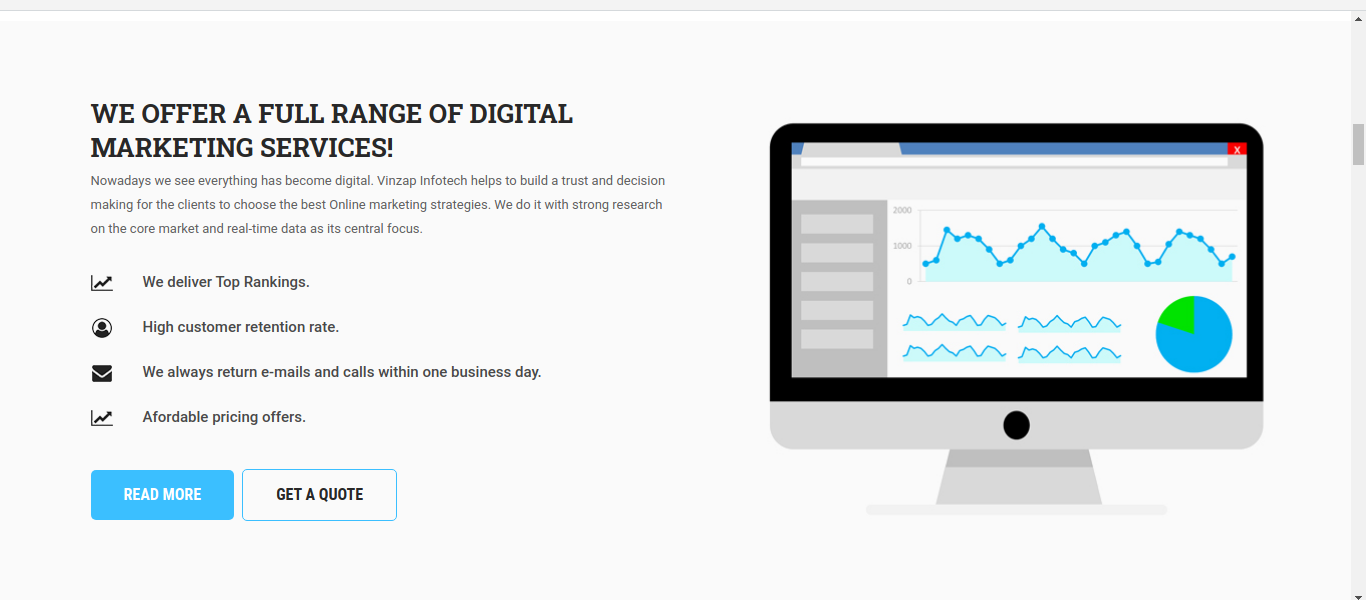 WE OFFER A FULL RANGE OF DIGITAL
MARKETING SERVICES!
Nowadays we see everything has become digital. Vinzap Infotech helps to build a trust and decision
making for the clients to choose the best Online marketing strategies. We do it with strong research
on the core market and real-time data as its central focus.
We deliver Top Rankings.
High customer retention rate.
We always return e-mails and calls within one business day.
Afordable pricing offers.
READ MORE
GET A QUOTE
X
2000
1000
0